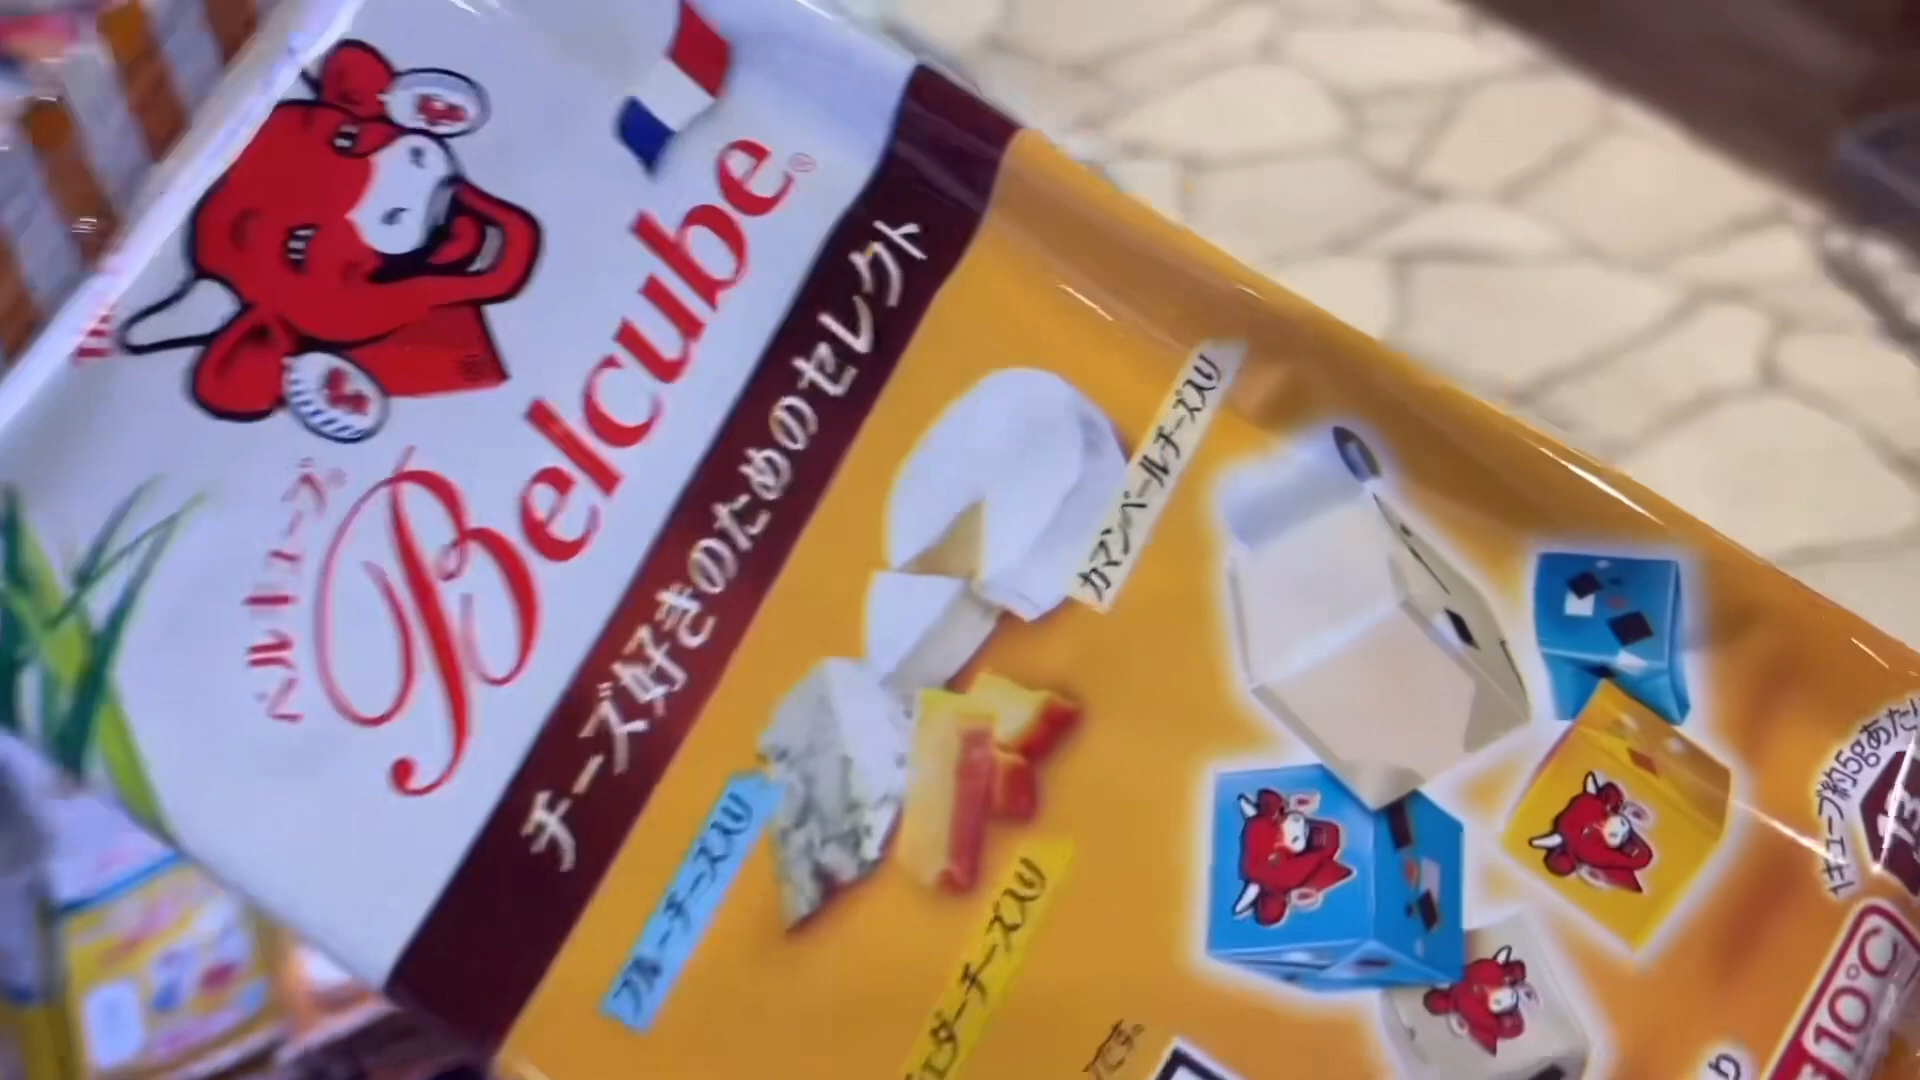 Belcube®
ベルキューブ®
チーズ好きのためのセレクト
カマンベールチーズ入り
ブルーチーズ入り
ダーチーズ入り
1キューブ約5gあたり
13
10℃
です。